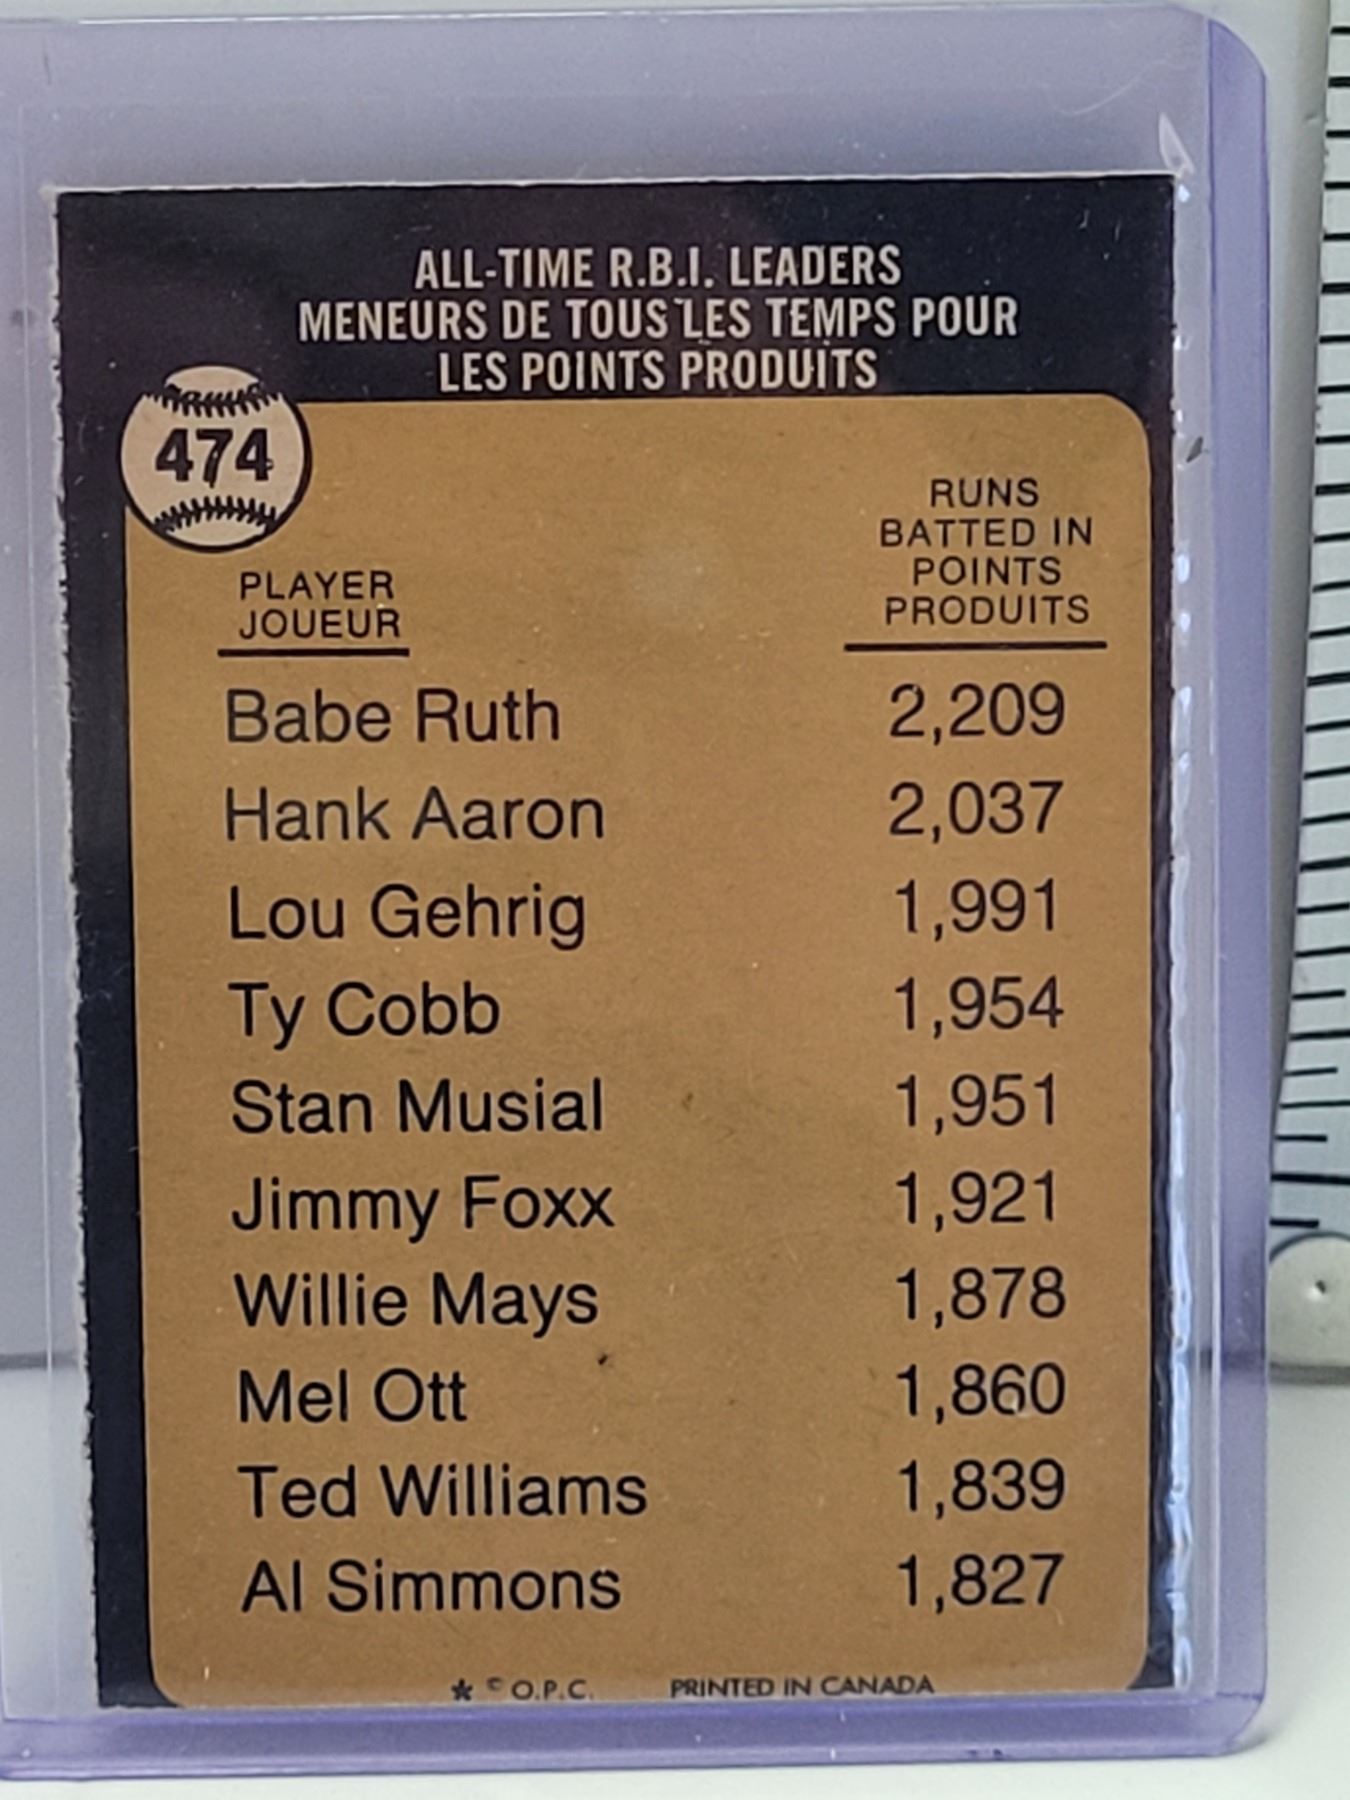 ALL-TIME R.B.I. LEADERS
MENEURS DE TOUS LES TEMPS POUR
LES POINTS PRODUITS
474
PLAYER
JOUEUR
RUNS
BATTED IN
POINTS
PRODUITS
Babe Ruth 2,209
Hank Aaron 2,037
Lou Gehrig 1,991
Ty Cobb 1,954
Stan Musial 1,951
Jimmy Foxx 1,921
Willie Mays 1,878
Mel Ott 1,860
Ted Williams 1,839
Al Simmons 1,827
* © O.P.C. PRINTED IN CANADA